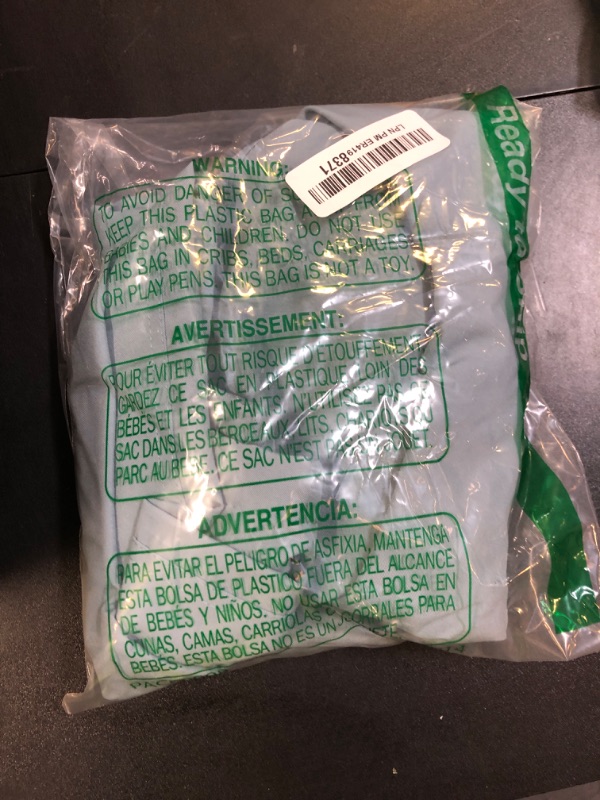 LPN PM ER4198371
Ready to Ship
WARNING:
TO AVOID DANGER OF
KEEP THIS PLASTIC BAG FROM
BABIES AND CHILDREN. DO NOT USE
THIS BAG IN CRIBS, BEDS, CARRIAGES
OR PLAY PENS. THIS BAG IS NOT A TOY.
AVERTISSEMENT:
POUR ÉVITER TOUT RISQUE D'ÉTOUFFEMENT,
GARDEZ CE SAC EN PLASTIQUE LOIN DES
BÉBÉS ET LES ENFANTS. N'UTILISEZ PAS CE
SAC DANS LES BERCEAUX, LITS,
PARC AU BÉBÉ. CE SAC N'EST PAS
ADVERTENCIA:
PARA EVITAR EL PELIGRO DE ASFIXIA, MANTENGA
ESTA BOLSA DE PLASTICO FUERA DEL ALCANCE
DE BEBÉS Y NIÑOS. NO USAR ESTA BOLSA EN
CUNAS, CAMAS, CARRIOLAS O CORRALES PARA
BEBÉS. ESTA BOLSA NO ES UN